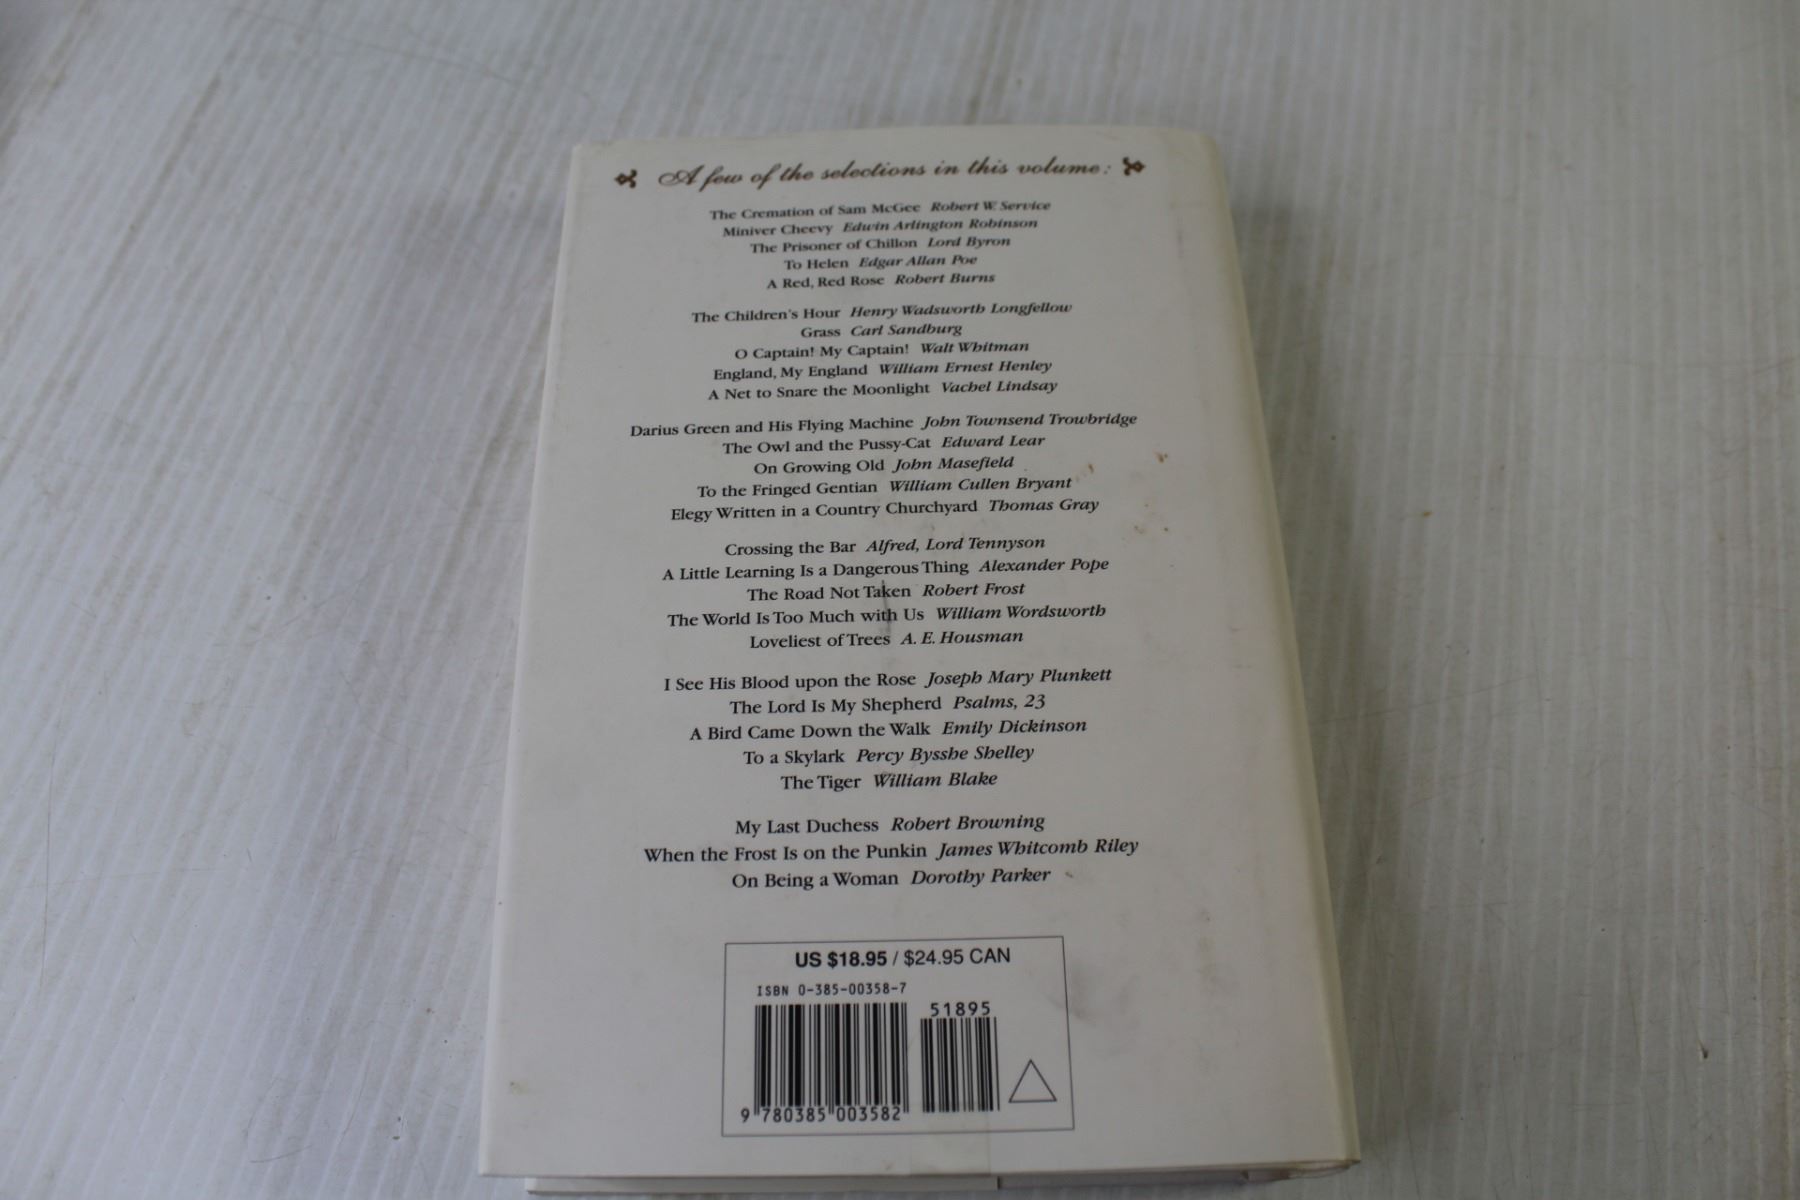 A few of the selections in this volume:
The Cremation of Sam McGee Robert W. Service
Miniver Cheevy Edwin Arlington Robinson
The Prisoner of Chillon Lord Byron
To Helen Edgar Allan Poe
A Red, Red Rose Robert Burns
The Children's Hour Henry Wadsworth Longfellow
Grass Carl Sandburg
O Captain! My Captain! Walt Whitman
England, My England William Ernest Henley
A Net to Snare the Moonlight Vachel Lindsay
Darius Green and His Flying Machine John Townsend Trowbridge
The Owl and the Pussy-Cat Edward Lear
On Growing Old John Masefield
To the Fringed Gentian William Cullen Bryant
Elegy Written in a Country Churchyard Thomas Gray
Crossing the Bar Alfred, Lord Tennyson
A Little Learning Is a Dangerous Thing Alexander Pope
The Road Not Taken Robert Frost
The World Is Too Much with Us William Wordsworth
Loveliest of Trees A. E. Housman
I See His Blood upon the Rose Joseph Mary Plunkett
The Lord Is My Shepherd Psalms, 23
A Bird Came Down the Walk Emily Dickinson
To a Skylark Percy Bysshe Shelley
The Tiger William Blake
My Last Duchess Robert Browning
When the Frost Is on the Punkin James Whitcomb Riley
On Being a Woman Dorothy Parker
US $18.95 / $24.95 CAN
ISBN 0-385-00358-7
51895
9 780385 003582